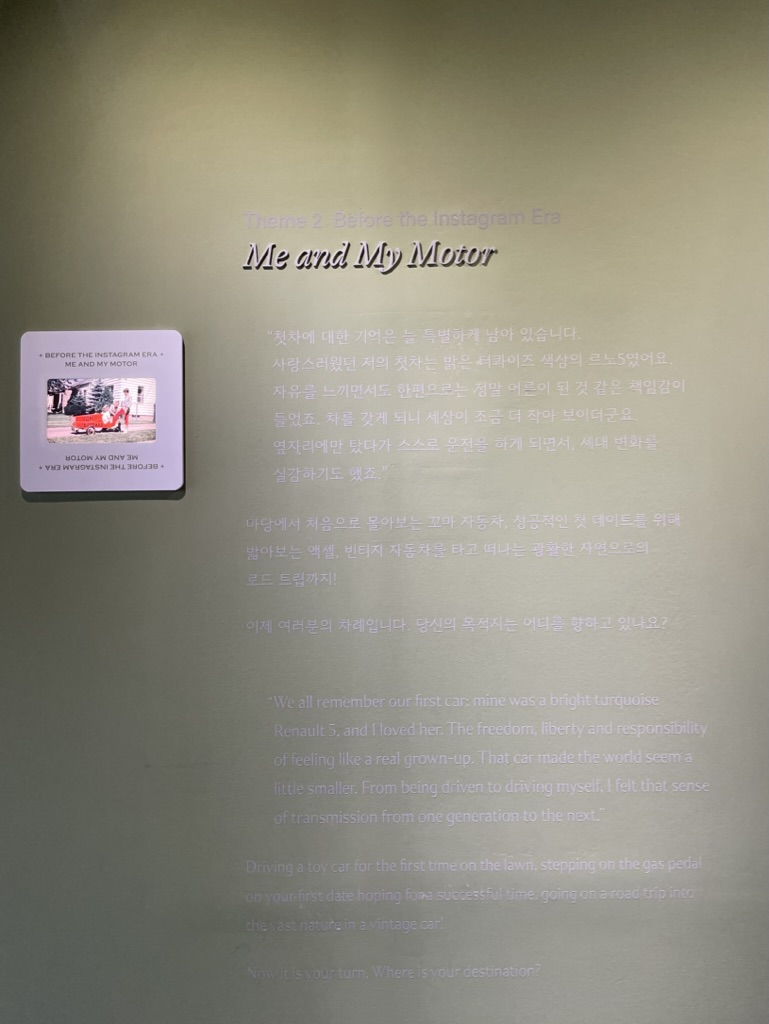 Theme 2. Before the Instagram Era
Me and My Motor
• BEFORE THE INSTAGRAM ERA •
ME AND MY MOTOR
ME AND MY MOTOR
• BEFORE THE INSTAGRAM ERA •
“첫차에 대한 기억은 늘 특별하게 남아 있습니다.
사랑스러웠던 저의 첫차는 밝은 터콰이즈 색상의 르노5였어요.
자유를 느끼면서도 한편으로는 정말 어른이 된 것 같은 책임감이
들었죠. 차를 갖게 되니 세상이 조금 더 작아 보이더군요.
옆자리에만 탔다가 스스로 운전을 하게 되면서, 세대 변화를
실감하기도 했죠.”
마당에서 처음으로 몰아보는 꼬마 자동차, 성공적인 첫 데이트를 위해
밟아보는 액셀, 빈티지 자동차를 타고 떠나는 광활한 자연으로의
로드 트립까지!
이제 여러분의 차례입니다. 당신의 목적지는 어디를 향하고 있나요?
“We all remember our first car: mine was a bright turquoise
Renault 5, and I loved her. The freedom, liberty and responsibility
of feeling like a real grown-up. That car made the world seem a
little smaller. From being driven to driving myself, I felt that sense
of transmission from one generation to the next.”
Driving a toy car for the first time on the lawn, stepping on the gas pedal
on your first date hoping for a successful time, going on a road trip into
the vast nature in a vintage car!
Now it is your turn. Where is your destination?